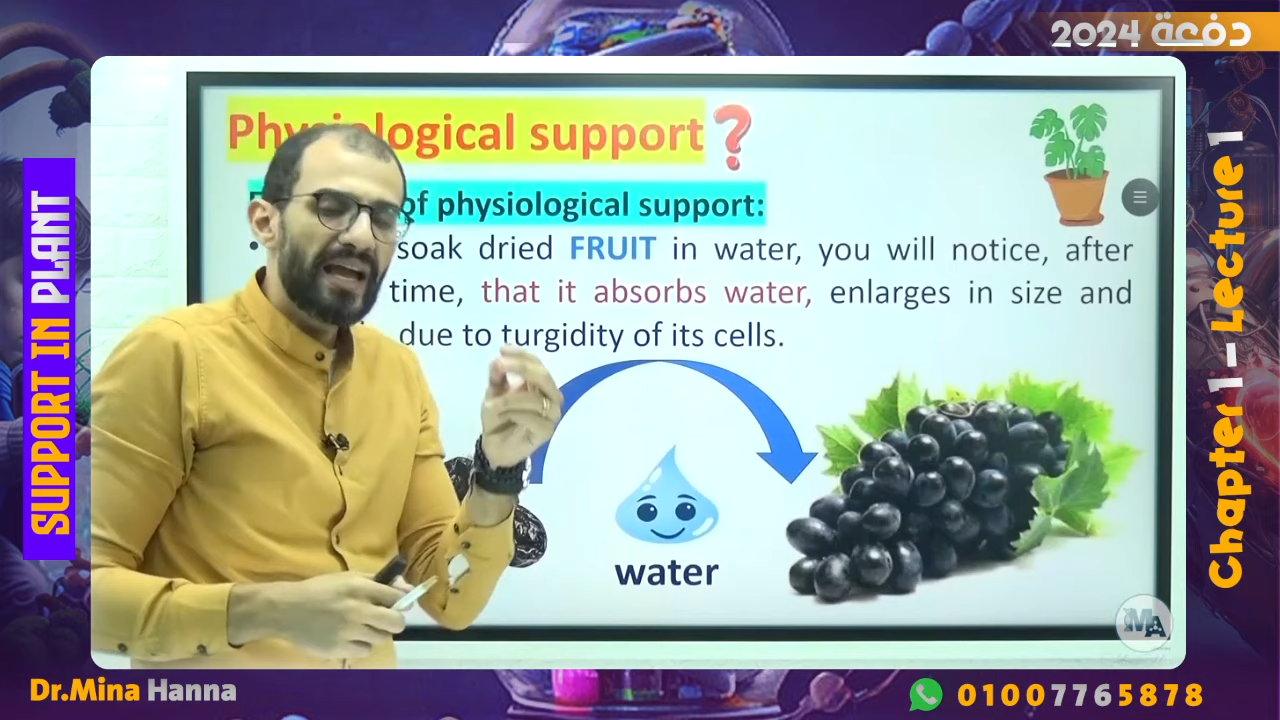 دفعة 2024
Physiological support?
of physiological support:
soak dried FRUIT in water, you will notice, after
time, that it absorbs water, enlarges in size and
due to turgidity of its cells.
water
MA
SUPPORT IN PLANT
Chapter 1 - Lecture 1
Dr.Mina Hanna
01007765878